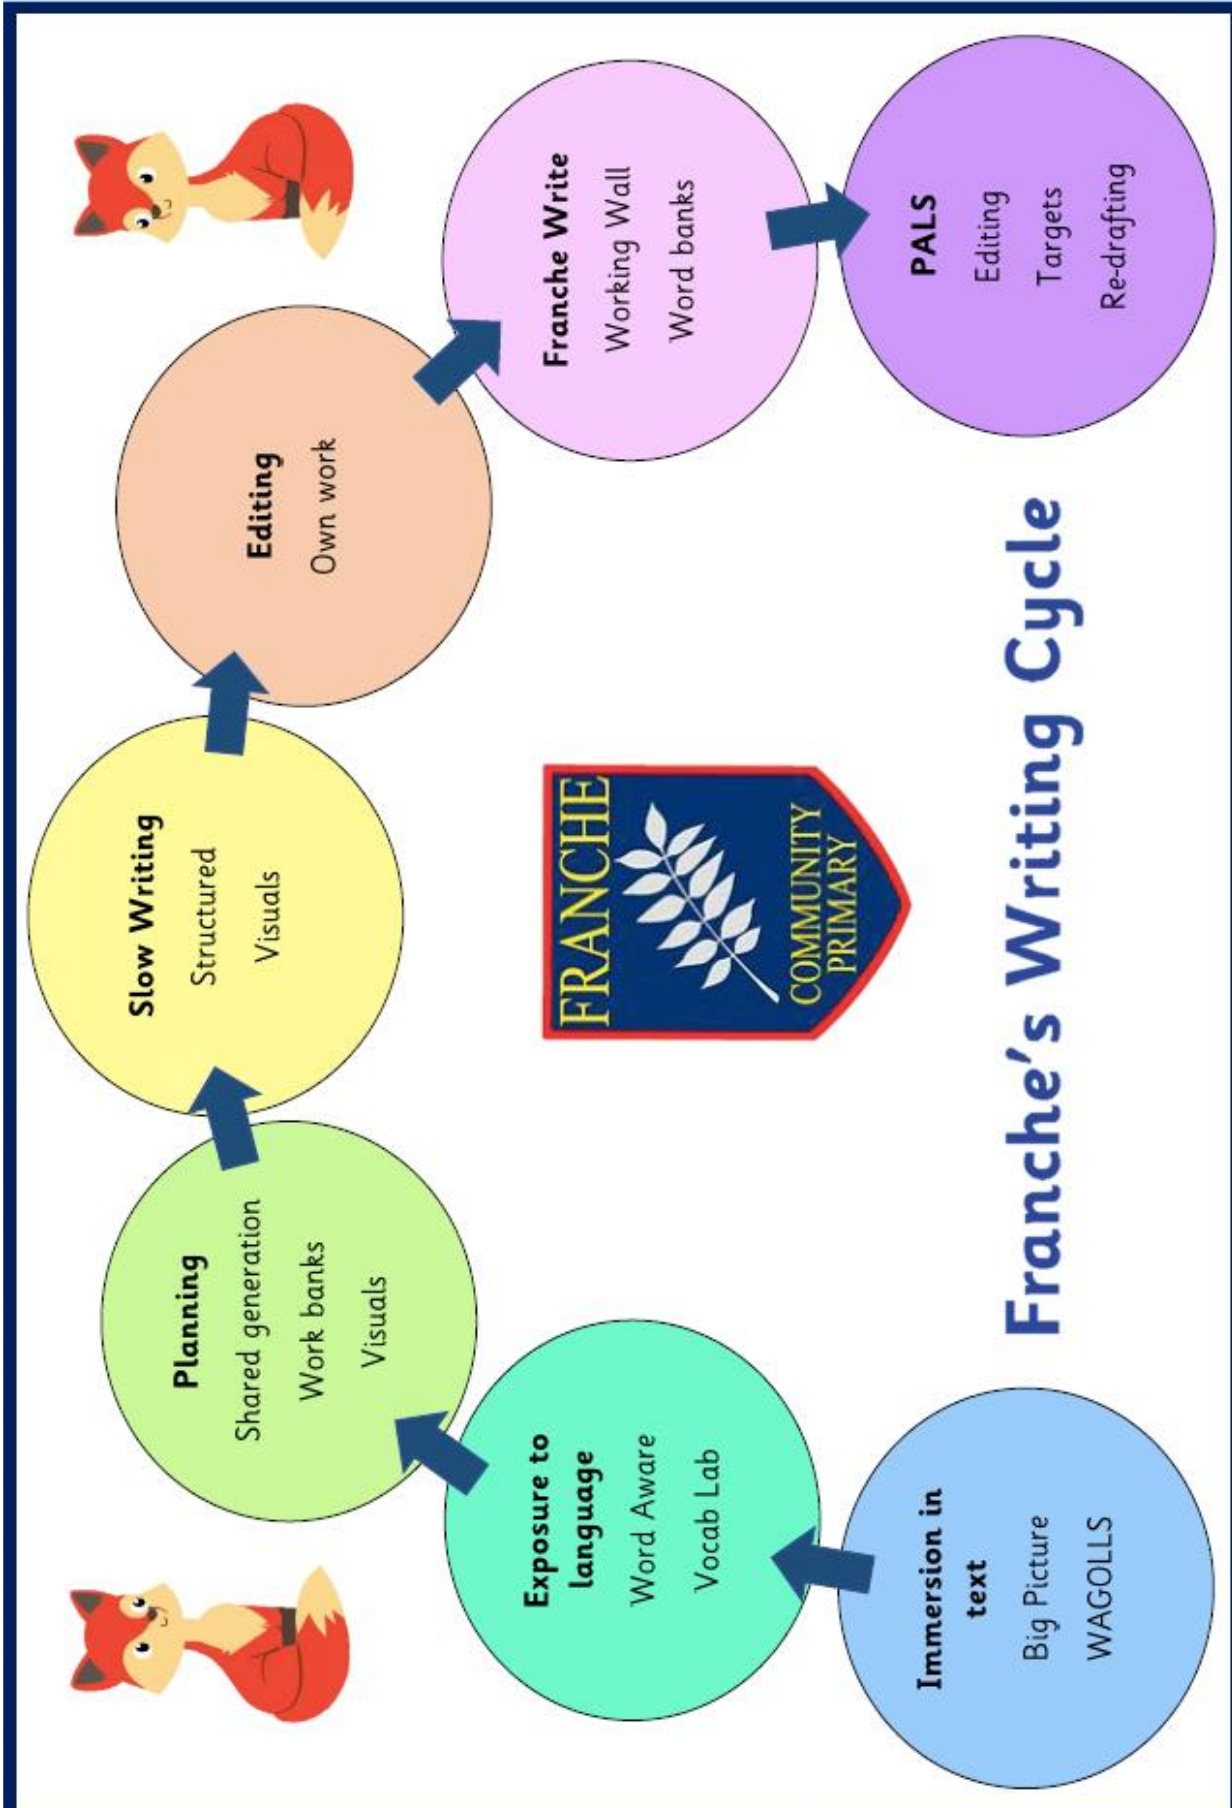 Immersion in
text
Big Picture
WAGOLLS
Exposure to
language
Word Aware
Vocab Lab
Planning
Shared generation
Work banks
Visuals
Slow Writing
Structured
Visuals
Editing
Own work
Franche Write
Working Wall
Word banks
PALS
Editing
Targets
Re-drafting
FRANCHE
COMMUNITY
PRIMARY
Franche's Writing Cycle